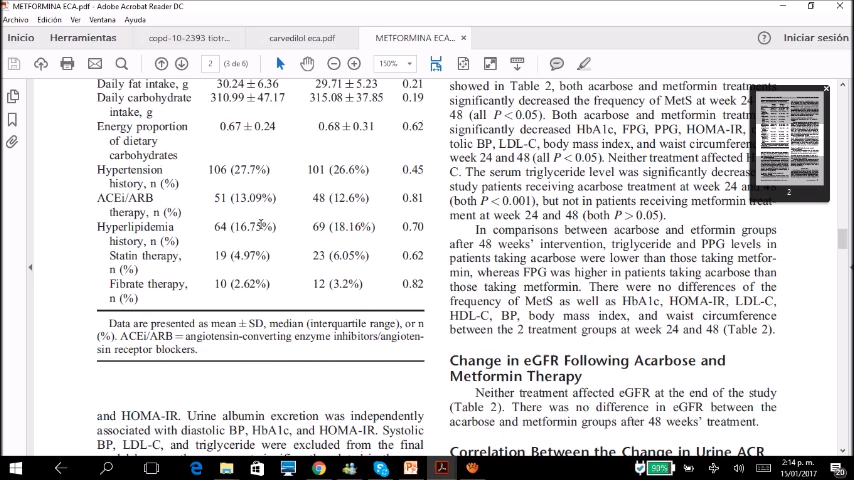 METFORMINA ECA.pdf - Adobe Acrobat Reader DC
Archivo Edición Ver Ventana Ayuda
Inicio Herramientas copd-10-2393 tiotr... carvedilol eca.pdf METFORMINA ECA.... × Iniciar sesión
2 (3 de 6) 150%
Daily fat intake, g 30.24 ± 6.36 29.71 ± 5.23 0.21
Daily carbohydrate 310.99 ± 47.17 315.08 ± 37.85 0.19
intake, g
Energy proportion 0.67 ± 0.24 0.68 ± 0.31 0.62
of dietary
carbohydrates
Hypertension 106 (27.7%) 101 (26.6%) 0.45
history, n (%)
ACEi/ARB 51 (13.09%) 48 (12.6%) 0.81
therapy, n (%)
Hyperlipidemia 64 (16.75%) 69 (18.16%) 0.70
history, n (%)
Statin therapy, 19 (4.97%) 23 (6.05%) 0.62
n (%)
Fibrate therapy, 10 (2.62%) 12 (3.2%) 0.82
n (%)
Data are presented as mean ± SD, median (interquartile range), or n
(%). ACEi/ARB = angiotensin-converting enzyme inhibitors/angioten-
sin receptor blockers.
and HOMA-IR. Urine albumin excretion was independently
associated with diastolic BP, HbA1c, and HOMA-IR. Systolic
BP, LDL-C, and triglyceride were excluded from the final
showed in Table 2, both acarbose and metformin treatments
significantly decreased the frequency of MetS at week 24
48 (all P < 0.05). Both acarbose and metformin
significantly decreased HbA1c, FPG, PPG, HOMA-IR,
tolic BP, LDL-C, body mass index, and waist circumference
week 24 and 48 (all P < 0.05). Neither treatment affected
C. The serum triglyceride level was significantly decreased
study patients receiving acarbose treatment at week 24 and 48
(both P < 0.001), but not in patients receiving metformin treat-
ment at week 24 and 48 (both P > 0.05).
In comparisons between acarbose and etformin groups
after 48 weeks' intervention, triglyceride and PPG levels in
patients taking acarbose were lower than those taking metfor-
min, whereas FPG was higher in patients taking acarbose than
those taking metformin. There were no differences of the
frequency of MetS as well as HbA1c, HOMA-IR, LDL-C,
HDL-C, BP, body mass index, and waist circumference
between the 2 treatment groups at week 24 and 48 (Table 2).
Change in eGFR Following Acarbose and
Metformin Therapy
Neither treatment affected eGFR at the end of the study
(Table 2). There was no difference in eGFR between the
acarbose and metformin groups after 48 weeks' treatment.
Correlation Between the Change in Urine ACR
2
90%
2:14 p. m.
15/01/2017
20